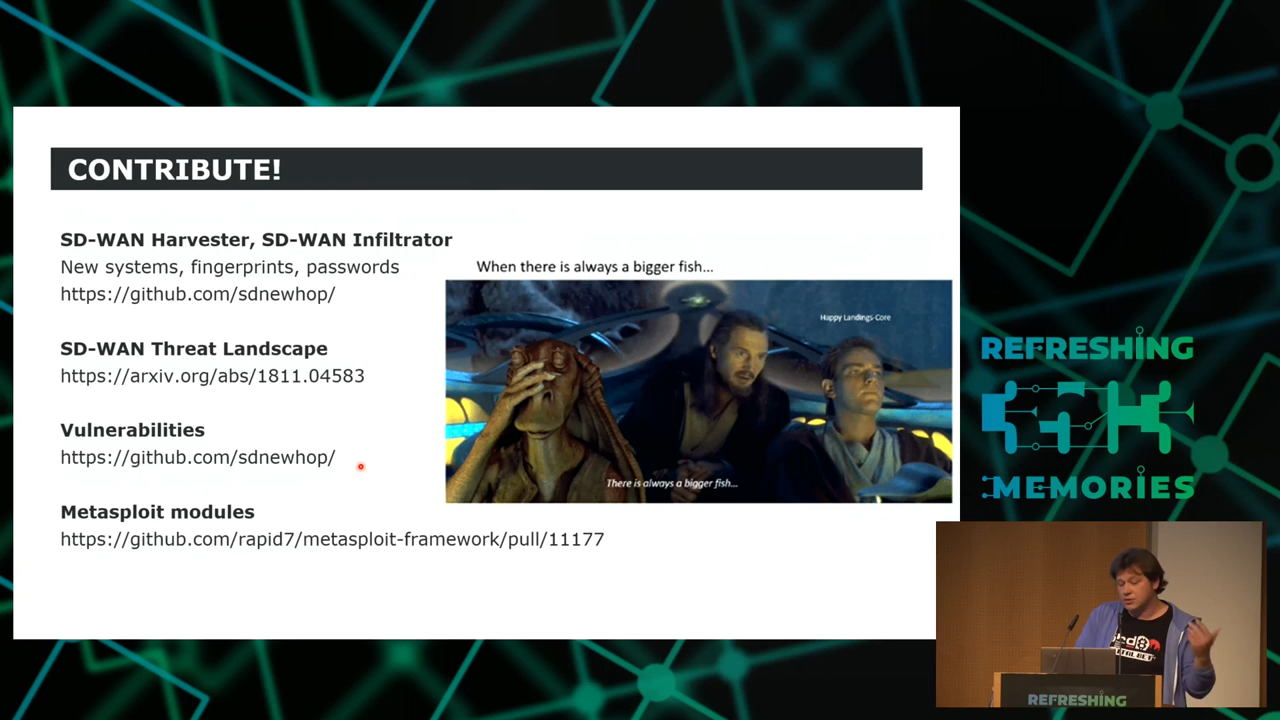 CONTRIBUTE!
SD-WAN Harvester, SD-WAN Infiltrator
New systems, fingerprints, passwords
https://github.com/sdnewhop/
SD-WAN Threat Landscape
https://arxiv.org/abs/1811.04583
Vulnerabilities
https://github.com/sdnewhop/
Metasploit modules
https://github.com/rapid7/metasploit-framework/pull/11177
When there is always a bigger fish...
Happy Landings-Core
There is always a bigger fish...
REFRESHING
35C3
MEMORIES
REFRESHING